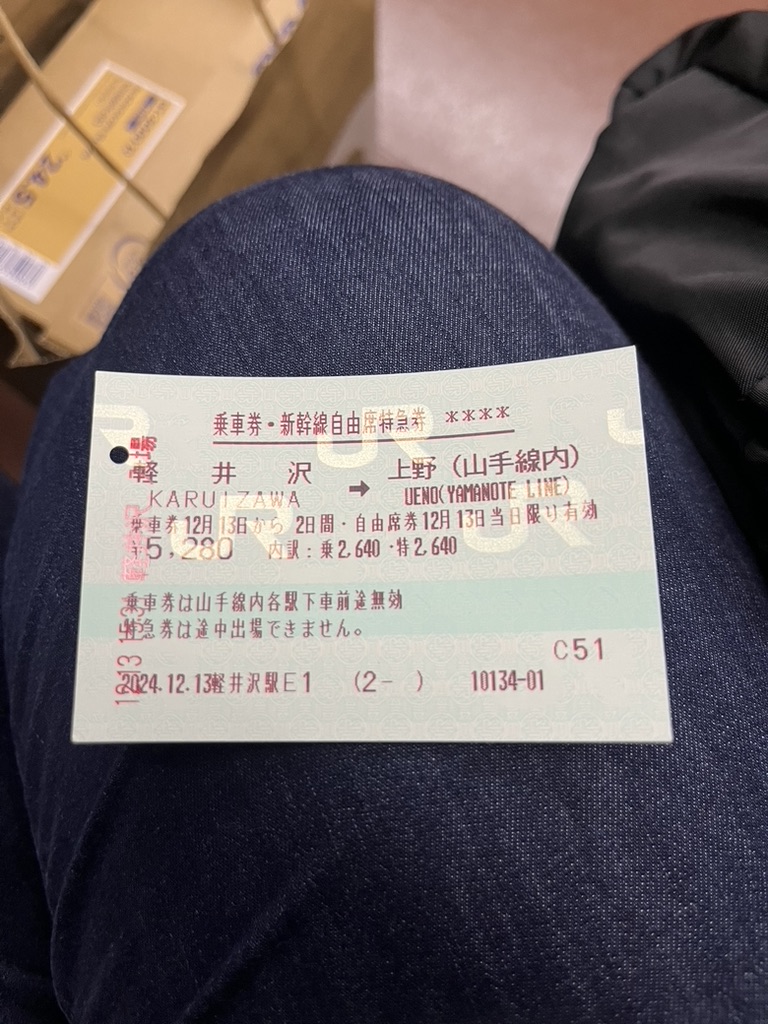 乗車券・新幹線自由席特急券 ****
軽井沢 → 上野（山手線内）
KARUIZAWA UENO(YAMANOTE LINE)
乗車券12月13日から 2日間・自由席券12月13日当日限り有効
¥5,280 内訳：乗2,640・特2,640
乗車券は山手線内各駅下車前途無効
特急券は途中出場できません。
C51
2024.12.13軽井沢駅E1 (2- ) 10134-01
JR
24.5